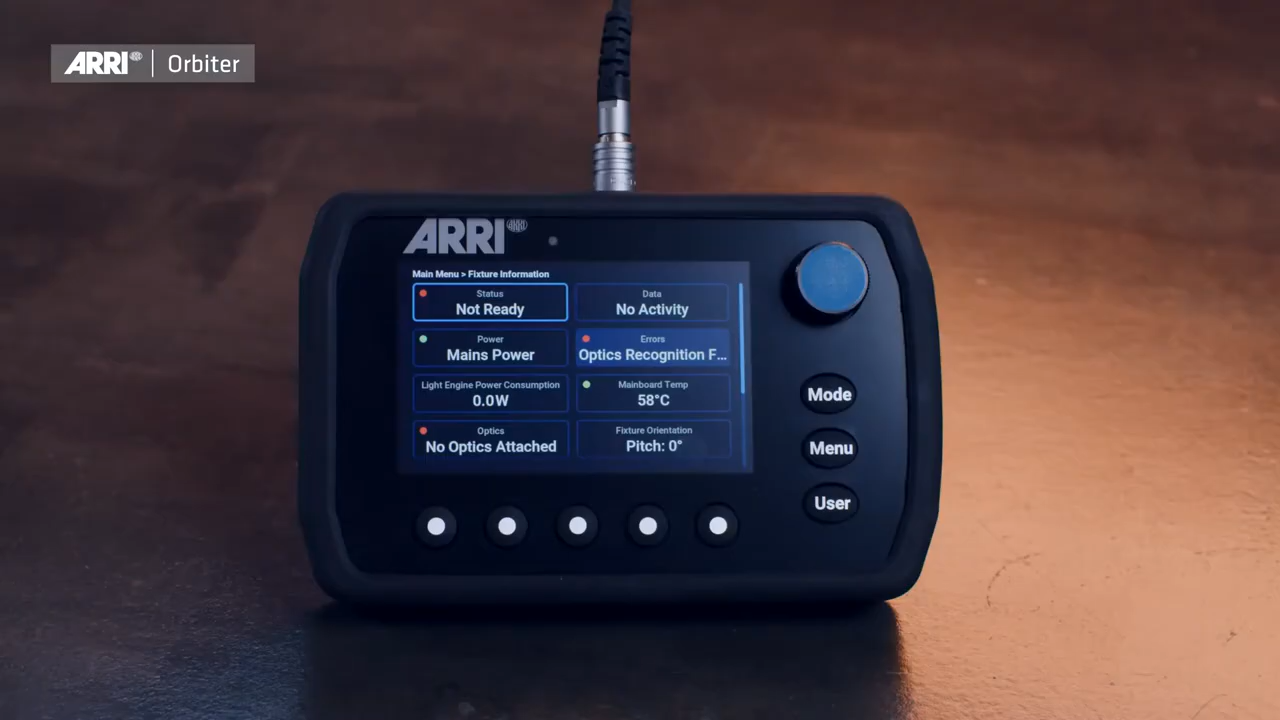 ARRI | Orbiter
ARRI
Main Menu > Fixture Information
Status
Not Ready
Data
No Activity
Power
Mains Power
Errors
Optics Recognition F...
Light Engine Power Consumption
0.0W
Mainboard Temp
58°C
Optics
No Optics Attached
Fixture Orientation
Pitch: 0°
Mode
Menu
User